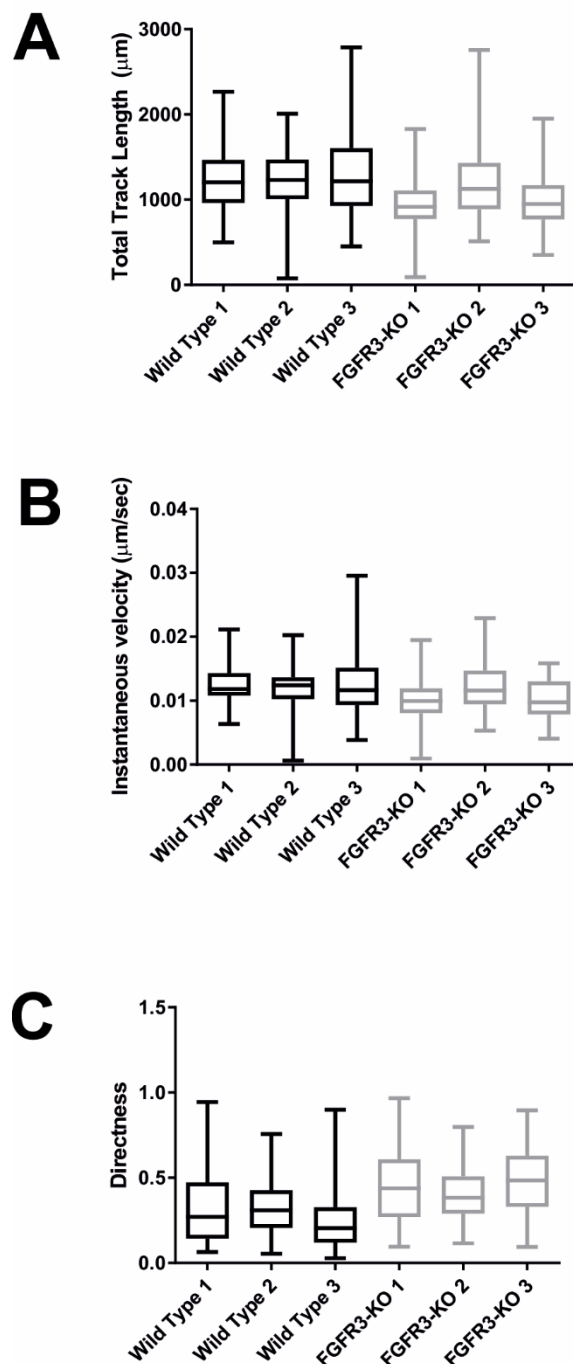 A
Total Track Length (μm)
3000
2000
1000
0
Wild Type 1
Wild Type 2
Wild Type 3
FGFR3-KO 1
FGFR3-KO 2
FGFR3-KO 3
B
Instantaneous velocity (μm/sec)
0.04
0.03
0.02
0.01
0.00
Wild Type 1
Wild Type 2
Wild Type 3
FGFR3-KO 1
FGFR3-KO 2
FGFR3-KO 3
C
Directness
1.5
1.0
0.5
0.0
Wild Type 1
Wild Type 2
Wild Type 3
FGFR3-KO 1
FGFR3-KO 2
FGFR3-KO 3